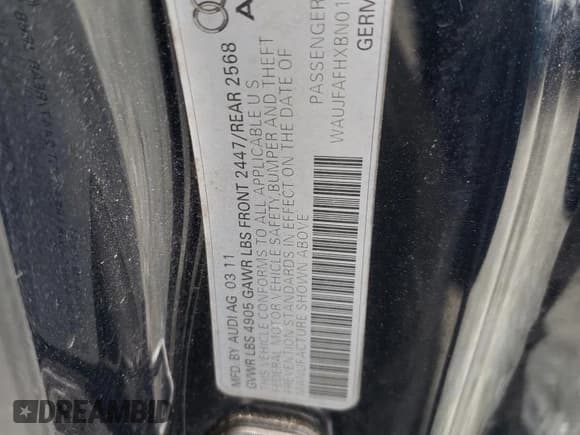 MFD BY AUDI AG 03 11
GVWR LBS 4905 GAWR LBS FRONT 2447/REAR 2568
THIS VEHICLE CONFORMS TO ALL APPLICABLE U S
FEDERAL MOTOR VEHICLE SAFETY, BUMPER AND THEFT
PREVENTION STANDARDS IN EFFECT ON THE DATE OF
MANUFACTURE SHOWN ABOVE
PASSENGER
WAUJFAFHXBN01
GERM
DREAMBID